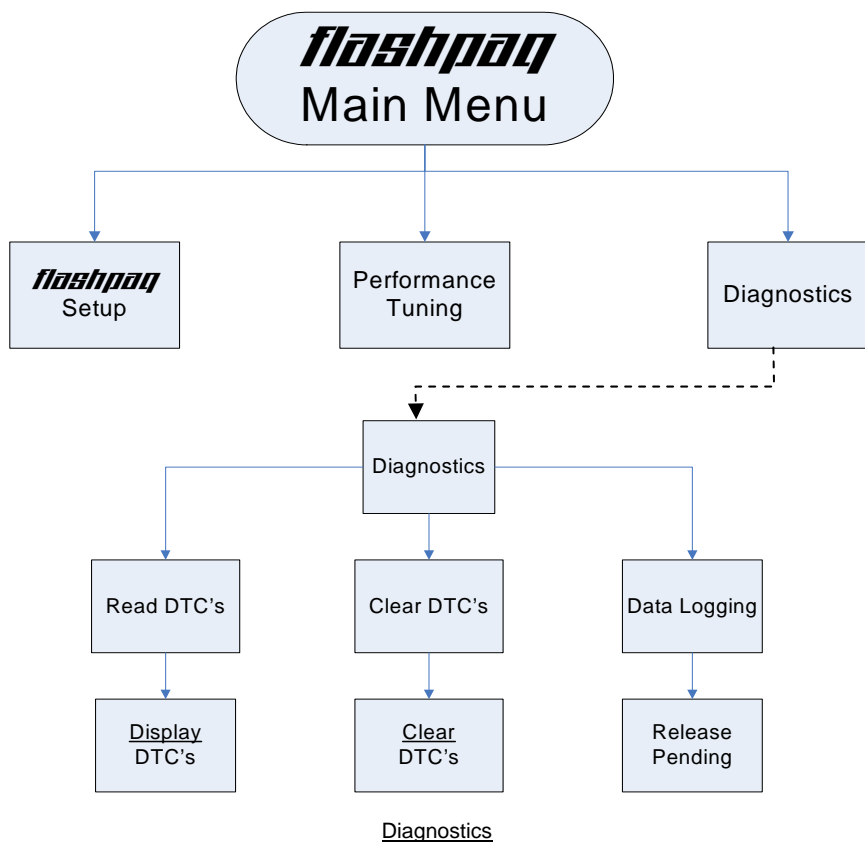 flashpaq
Main Menu
flashpaq
Setup
Performance
Tuning
Diagnostics
Diagnostics
Read DTC's
Clear DTC's
Data Logging
Display
DTC's
Clear
DTC's
Release
Pending
Diagnostics